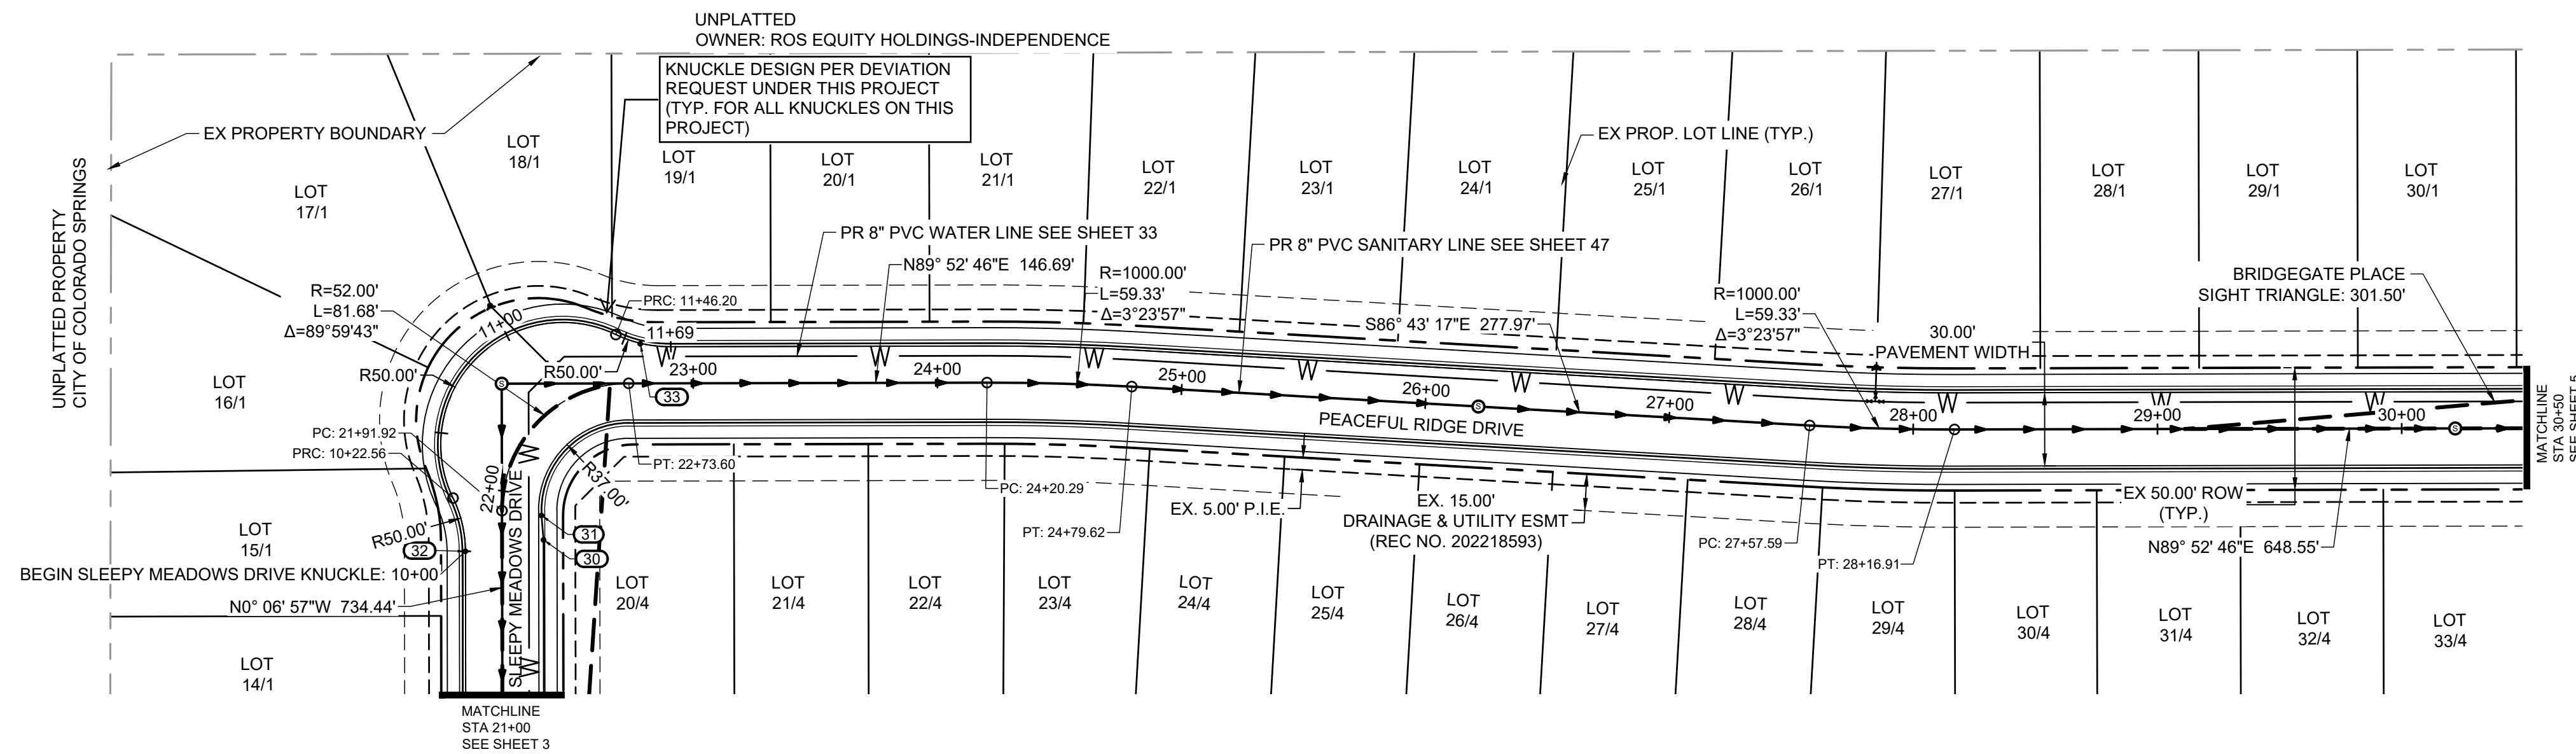 UNPLATTED
OWNER: ROS EQUITY HOLDINGS-INDEPENDENCE
KNUCKLE DESIGN PER DEVIATION
REQUEST UNDER THIS PROJECT
(TYP. FOR ALL KNUCKLES ON THIS
PROJECT)
EX PROPERTY BOUNDARY
UNPLATTED PROPERTY
CITY OF COLORADO SPRINGS
EX PROP. LOT LINE (TYP.)
LOT
17/1
LOT
18/1
LOT
19/1
LOT
20/1
LOT
21/1
LOT
22/1
LOT
23/1
LOT
24/1
LOT
25/1
LOT
26/1
LOT
27/1
LOT
28/1
LOT
29/1
LOT
30/1
PR 8" PVC WATER LINE SEE SHEET 33
PR 8" PVC SANITARY LINE SEE SHEET 47
N89° 52' 46"E 146.69'
R=1000.00'
L=59.33'
Δ=3°23'57"
S86° 43' 17"E 277.97'
R=1000.00'
L=59.33'
Δ=3°23'57"
30.00'
PAVEMENT WIDTH
BRIDGEGATE PLACE
SIGHT TRIANGLE: 301.50'
R=52.00'
L=81.68'
Δ=89°59'43"
11+00
PRC: 11+46.20
11+69
R50.00'
R50.00'
W
W
W
W
W
W
W
W
W
W
23+00
24+00
25+00
26+00
27+00
28+00
29+00
30+00
S
S
S
33
PEACEFUL RIDGE DRIVE
MATCHLINE
STA 30+50
SEE SHEET 5
LOT
16/1
PC: 21+91.92
PRC: 10+22.56
22+00
W
W
SLEEPY MEADOWS DRIVE
R37.00'
PT: 22+73.60
PC: 24+20.29
PT: 24+79.62
EX. 5.00' P.I.E.
EX. 15.00'
DRAINAGE & UTILITY ESMT
(REC NO. 202218593)
PC: 27+57.59
PT: 28+16.91
EX 50.00' ROW
(TYP.)
N89° 52' 46"E 648.55'
LOT
15/1
R50.00'
32
31
30
BEGIN SLEEPY MEADOWS DRIVE KNUCKLE: 10+00
N0° 06' 57"W 734.44'
LOT
14/1
LOT
20/4
LOT
21/4
LOT
22/4
LOT
23/4
LOT
24/4
LOT
25/4
LOT
26/4
LOT
27/4
LOT
28/4
LOT
29/4
LOT
30/4
LOT
31/4
LOT
32/4
LOT
33/4
MATCHLINE
STA 21+00
SEE SHEET 3